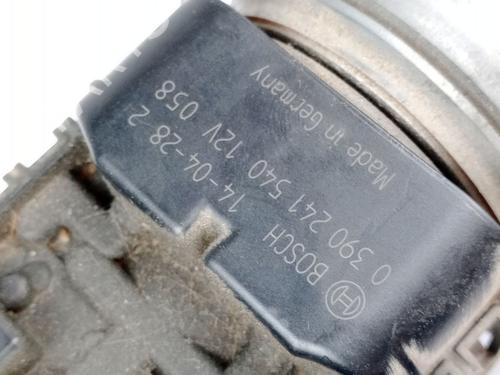 BOSCH 14-04-28 2
0 390 241 540 12V 058
Made in Germany